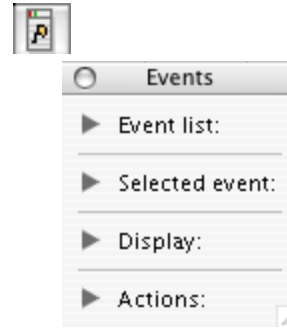 Events
Event list:
Selected event:
Display:
Actions: